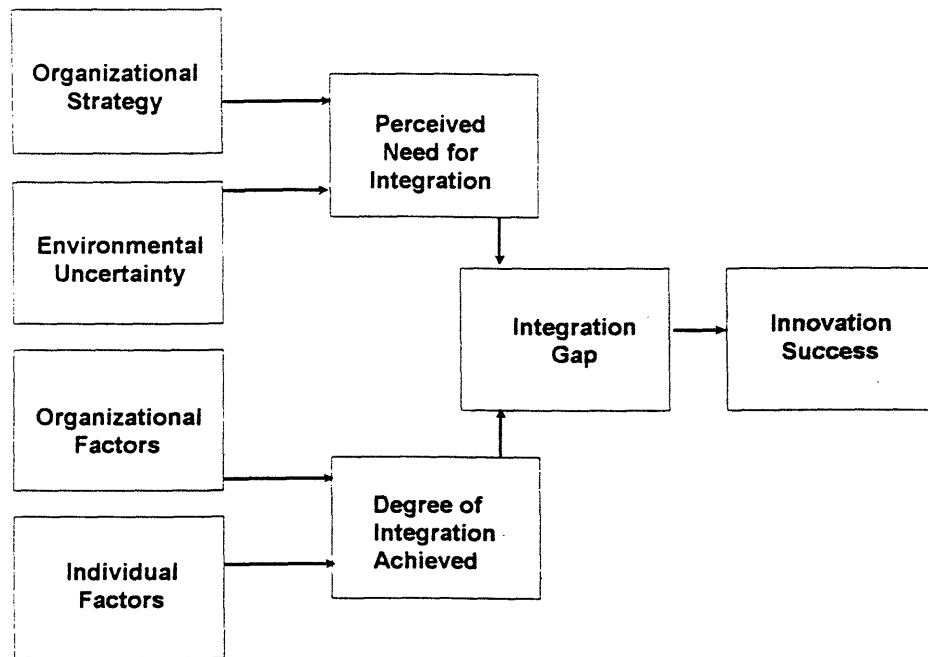 Organizational
Strategy
Perceived
Need for
Integration
Environmental
Uncertainty
Integration
Gap
Innovation
Success
Organizational
Factors
Degree of
Integration
Achieved
Individual
Factors